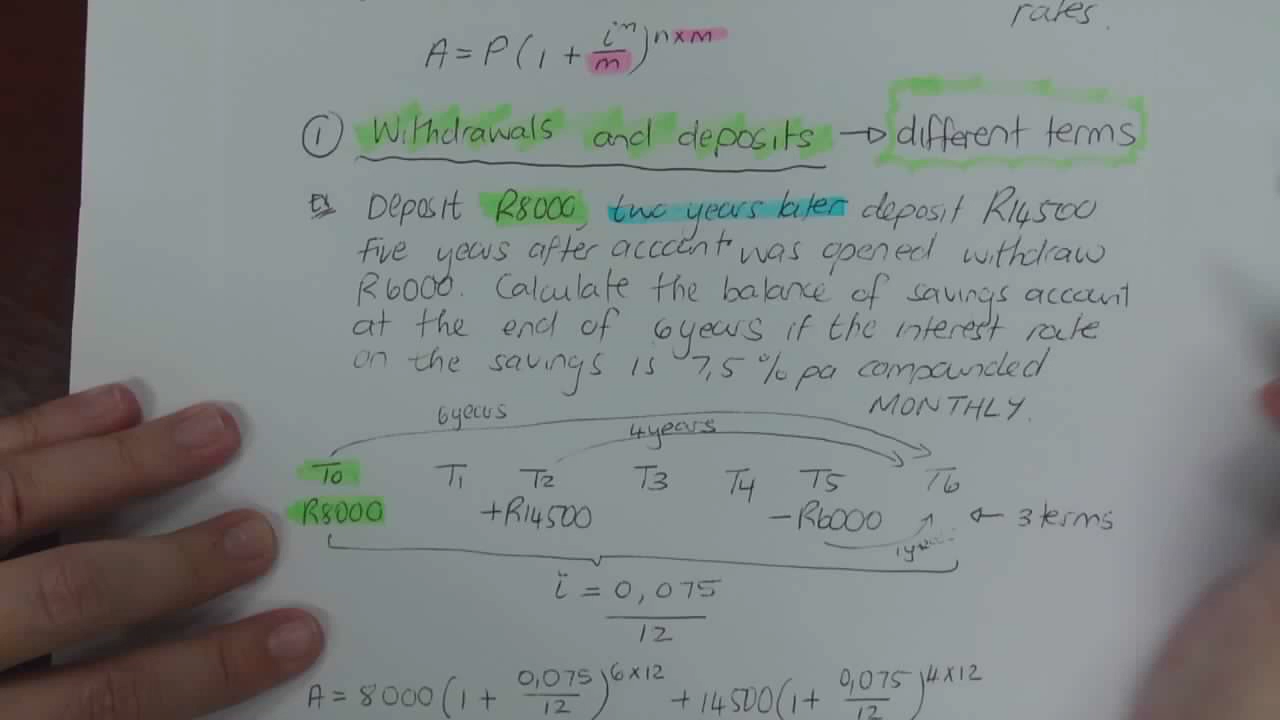 rates.
A = P(1 + i^m/m)^n×m
① Withdrawals and deposits → different terms
Eg Deposit R8000, two years later deposit R14500
five years after account was opened withdraw
R6000. Calculate the balance of savings account
at the end of 6 years if the interest rate
on the savings is 7,5 % pa compounded
MONTHLY.
6 years
4 years
T0 T1 T2 T3 T4 T5 T6
R8000 +R14500 −R6000 ← 3 terms
i = 0,075/12
A = 8000(1 + 0,075/12)^6×12 + 14500(1 + 0,075/12)^4×12